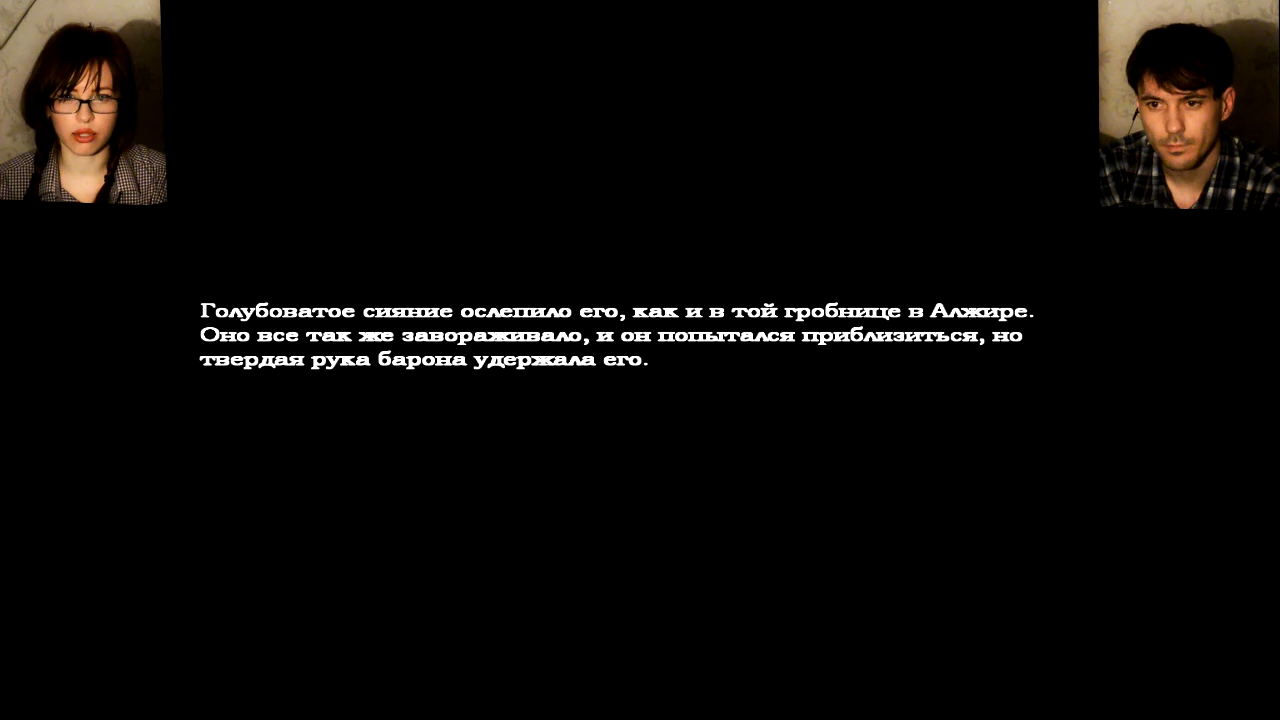 Голубоватое сияние ослепило его, как и в той гробнице в Алжире.
Оно все так же завораживало, и он попытался приблизиться, но
твердая рука барона удержала его.